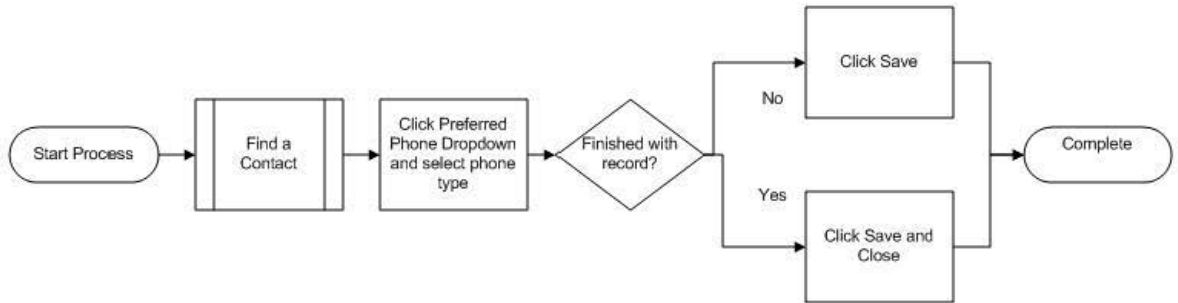 Start Process
Find a
Contact
Click Preferred
Phone Dropdown
and select phone
type
Finished with
record?
No
Click Save
Yes
Click Save and
Close
Complete